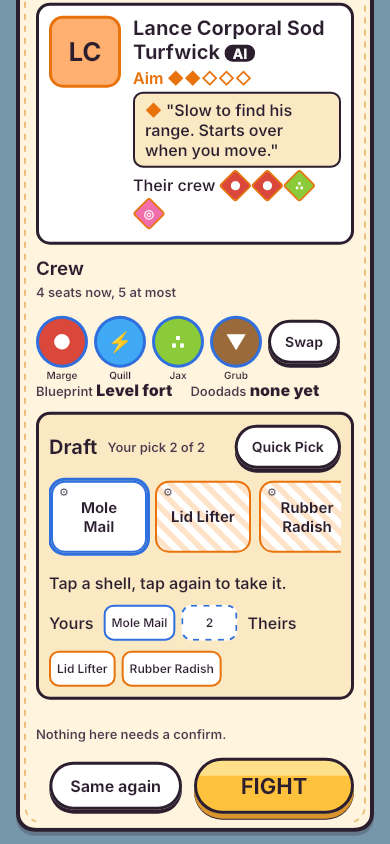 LC
Lance Corporal Sod
Turfwick AI
Aim
"Slow to find his
range. Starts over
when you move."
Their crew
Crew
4 seats now, 5 at most
Swap
Marge Quill Jax Grub
Blueprint Level fort Doodads none yet
Draft Your pick 2 of 2 Quick Pick
Mole
Mail
Lid Lifter
Rubber
Radish
Tap a shell, tap again to take it.
Yours Mole Mail 2 Theirs
Lid Lifter Rubber Radish
Nothing here needs a confirm.
Same again FIGHT